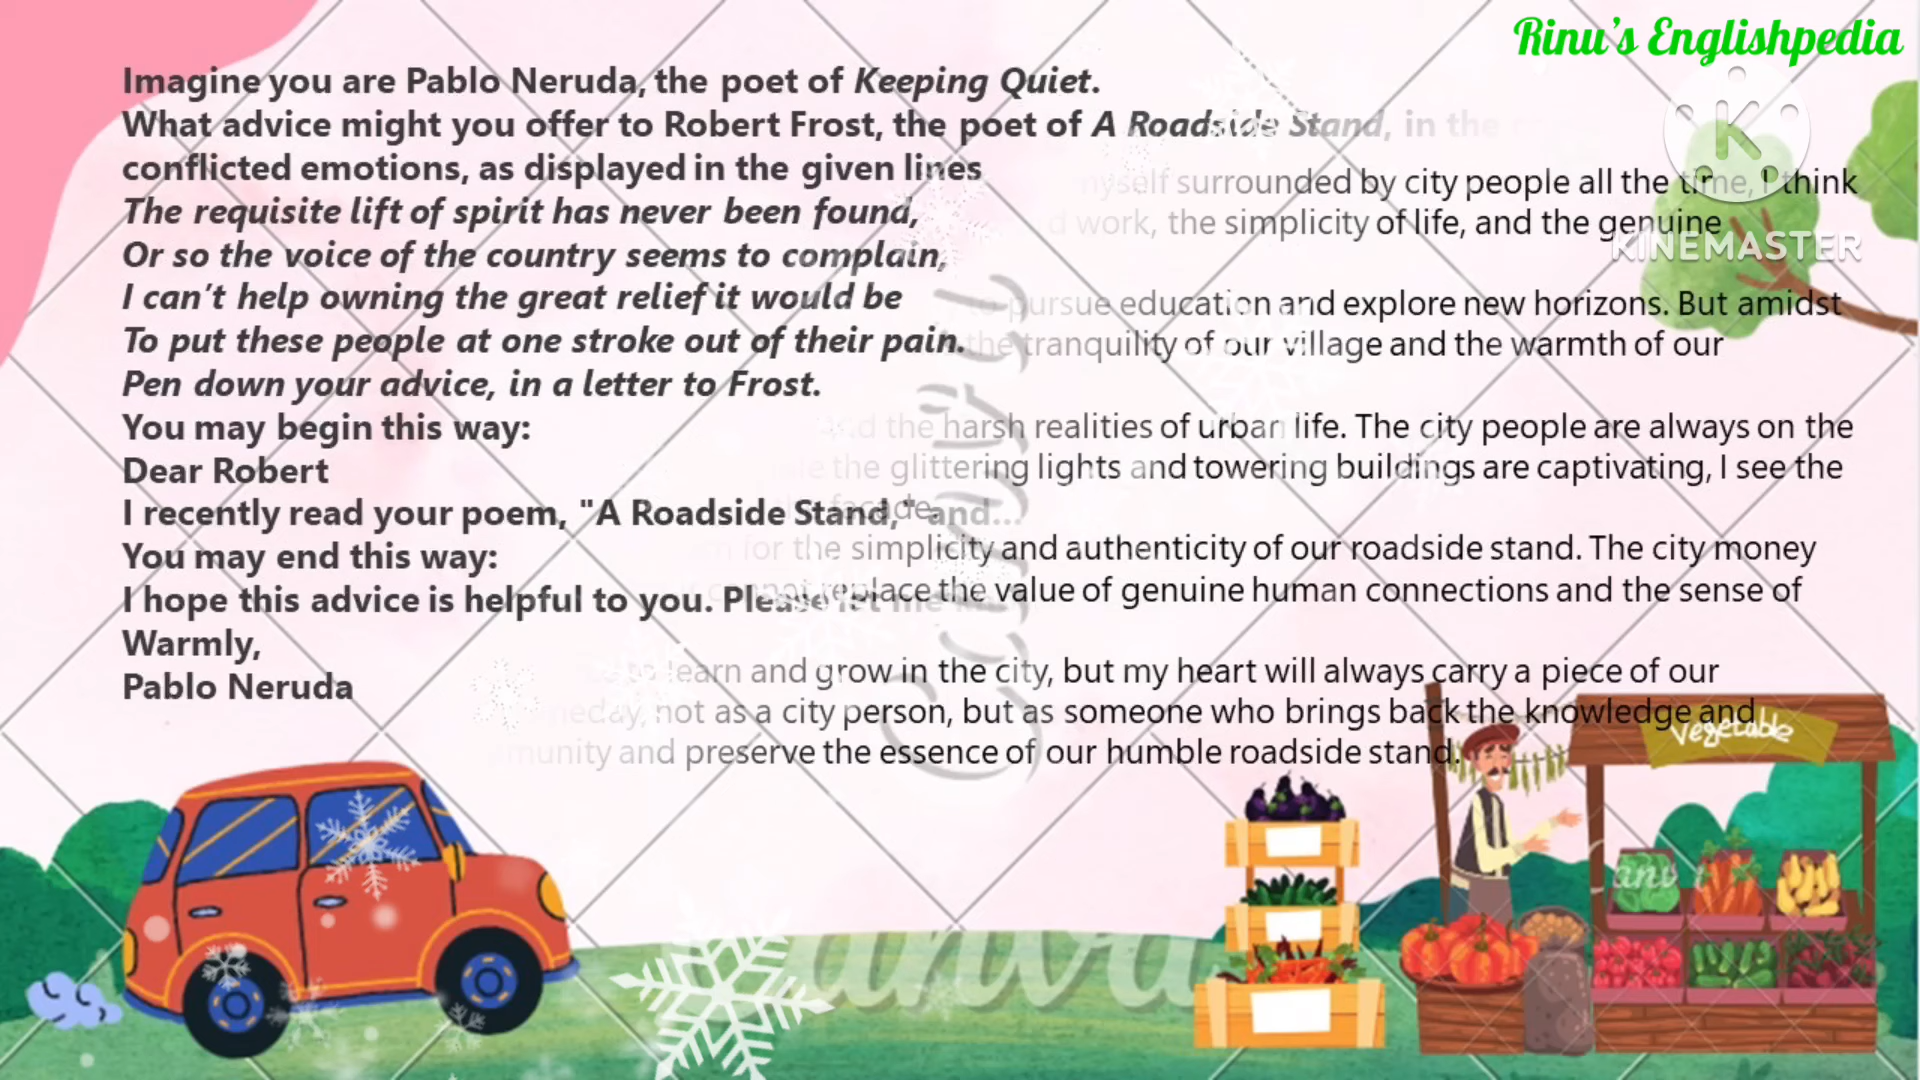 Rinu's Englishpedia
Imagine you are Pablo Neruda, the poet of Keeping Quiet.
What advice might you offer to Robert Frost, the poet of A Roadside Stand, in the
conflicted emotions, as displayed in the given lines
The requisite lift of spirit has never been found,
Or so the voice of the country seems to complain,
I can't help owning the great relief it would be
To put these people at one stroke out of their pain.
Pen down your advice, in a letter to Frost.
You may begin this way:
Dear Robert
I recently read your poem, "A Roadside Stand," and...
You may end this way:
I hope this advice is helpful to you. Please let me
Warmly,
Pablo Neruda
myself surrounded by city people all the time, I think
work, the simplicity of life, and the genuine
to pursue education and explore new horizons. But amidst
the tranquility of our village and the warmth of our
and the harsh realities of urban life. The city people are always on the
the glittering lights and towering buildings are captivating, I see the
facade.
for the simplicity and authenticity of our roadside stand. The city money
cannot replace the value of genuine human connections and the sense of
to learn and grow in the city, but my heart will always carry a piece of our
not as a city person, but as someone who brings back the knowledge and
and preserve the essence of our humble roadside stand.
K
KINEMASTER
Canva
Vegetable